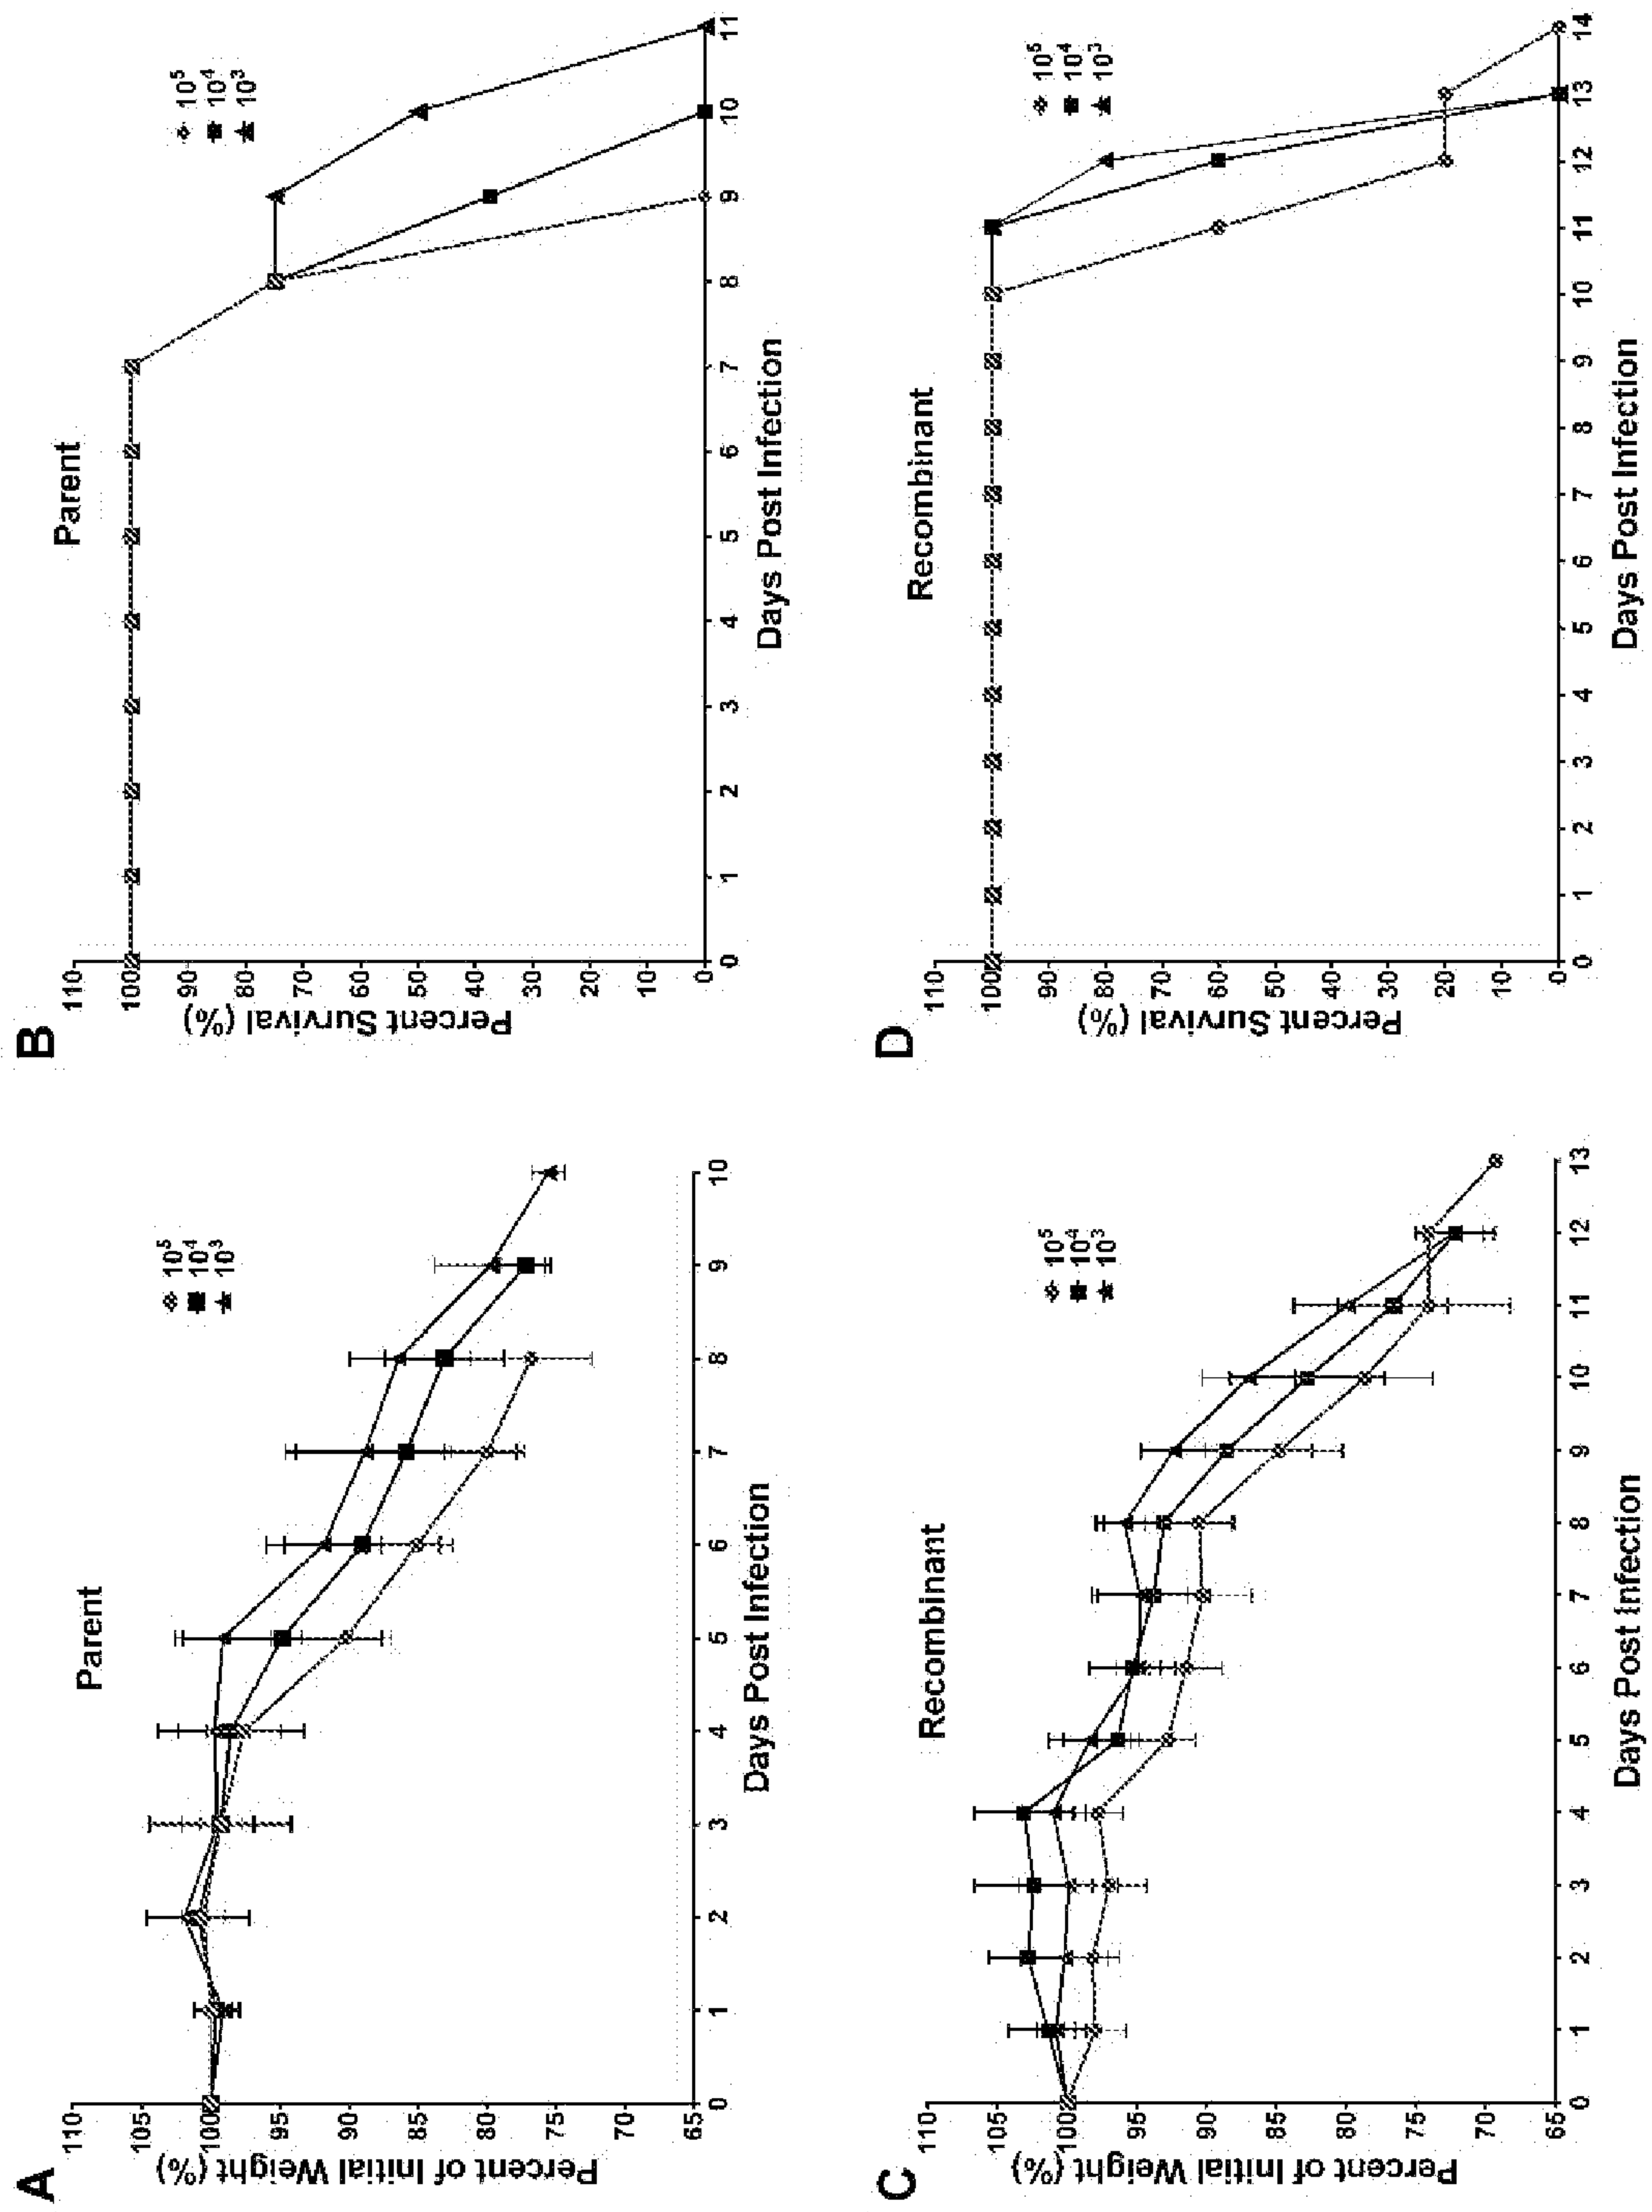 A
Parent
10⁵
10⁴
10³
Percent of Initial Weight (%)
110
105
100
95
90
85
80
75
70
65
0 1 2 3 4 5 6 7 8 9 10
Days Post Infection
B
Parent
10⁵
10⁴
10³
Percent Survival (%)
110
100
90
80
70
60
50
40
30
20
10
0
0 1 2 3 4 5 6 7 8 9 10 11
Days Post Infection
C
Recombinant
10⁵
10⁴
10³
Percent of Initial Weight (%)
110
105
100
95
90
85
80
75
70
65
0 1 2 3 4 5 6 7 8 9 10 11 12 13
Days Post Infection
D
Recombinant
10⁵
10⁴
10³
Percent Survival (%)
110
100
90
80
70
60
50
40
30
20
10
0
0 1 2 3 4 5 6 7 8 9 10 11 12 13 14
Days Post Infection